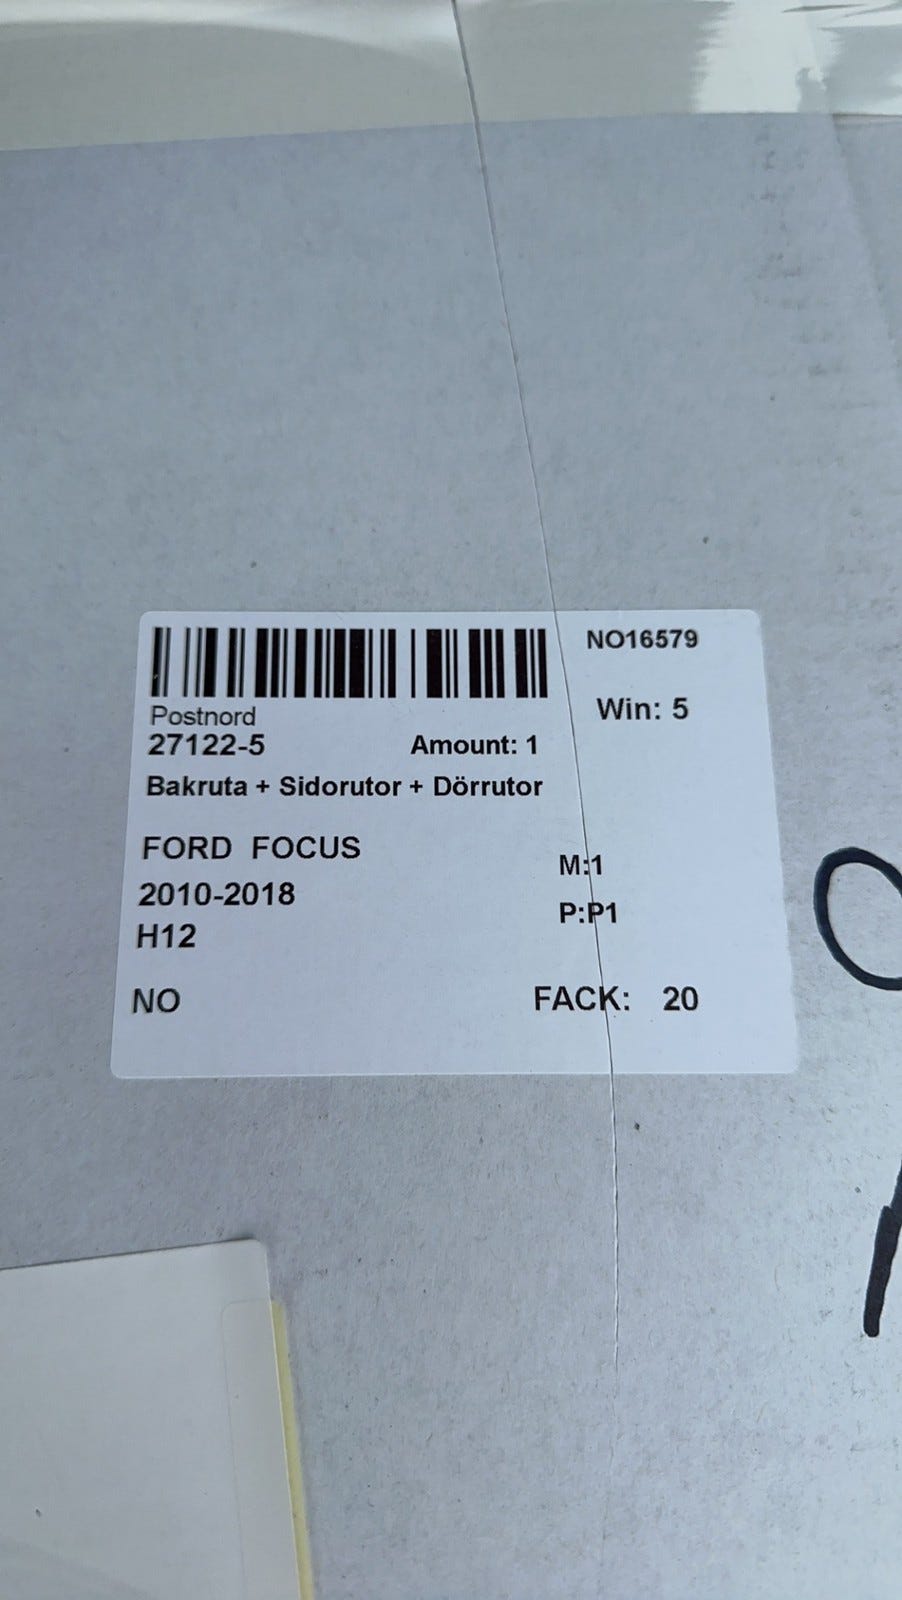 NO16579
Postnord
Win: 5
27122-5 Amount: 1
Bakruta + Sidorutor + Dörrutor
FORD FOCUS
M:1
2010-2018
P:P1
H12
NO FACK: 20